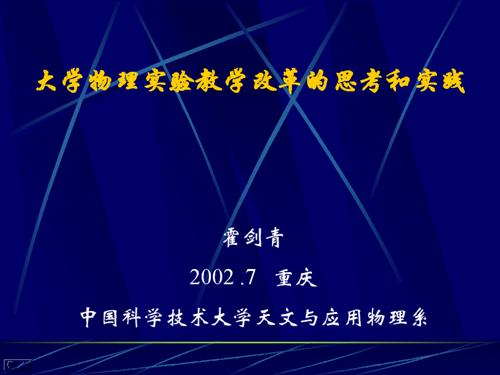 大学物理实验教学改革的思考和实践
霍剑青
2002 .7 重庆
中国科学技术大学天文与应用物理系